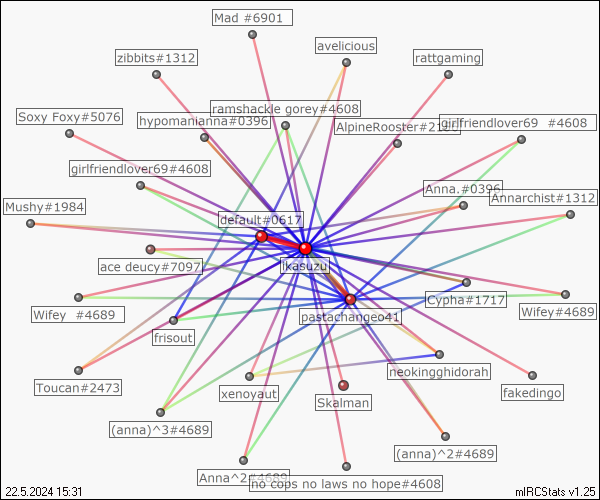 Mad #6901
avelicious
zibbits#1312
rattgaming
ramshackle gorey#4608
Soxy Foxy#5076
hypomanianna#0396
AlpineRooster#21
girlfriendlover69 #4608
girlfriendlover69#4608
Anna.#0396
Annarchist#1312
Mushy#1984
default#0617
ikasuzu
ace deucy#7097
Cypha#1717
Wifey #4689
pastachangeo41
Wifey#4689
frisout
neokingghidorah
Toucan#2473
xenoyaut
Skalman
fakedingo
(anna)^3#4689
(anna)^2#4689
Anna^2#4689
no cops no laws no hope#4608
22.5.2024 15:31
mIRCStats v1.25